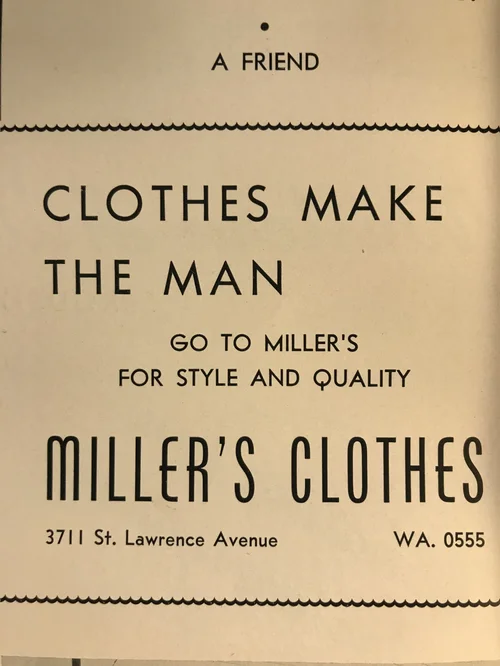 A FRIEND
CLOTHES MAKE
THE MAN
GO TO MILLER'S
FOR STYLE AND QUALITY
MILLER'S CLOTHES
3711 St. Lawrence Avenue WA. 0555